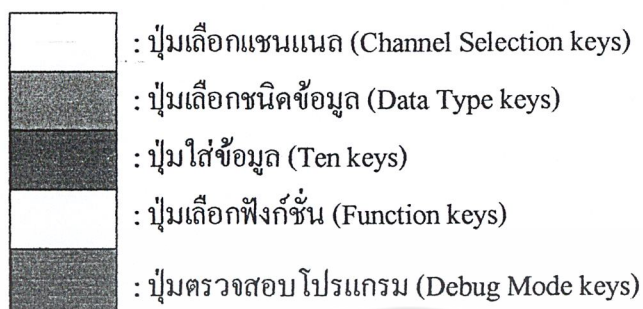 : ปุ่มเลือกแชนแนล (Channel Selection keys)
: ปุ่มเลือกชนิดข้อมูล (Data Type keys)
: ปุ่มใส่ข้อมูล (Ten keys)
: ปุ่มเลือกฟังก์ชั่น (Function keys)
: ปุ่มตรวจสอบโปรแกรม (Debug Mode keys)